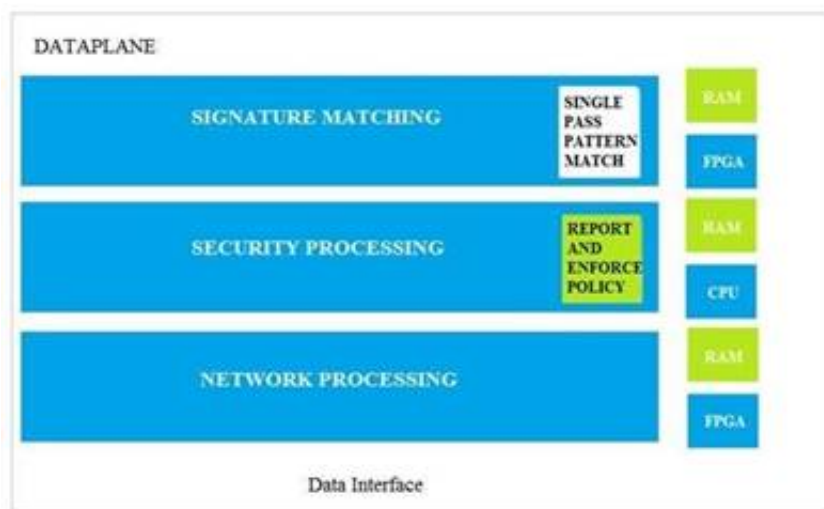 DATAPLANE
SIGNATURE MATCHING
SINGLE
PASS
PATTERN
MATCH
RAM
FPGA
SECURITY PROCESSING
REPORT
AND
ENFORCE
POLICY
RAM
CPU
NETWORK PROCESSING
RAM
FPGA
Data Interface